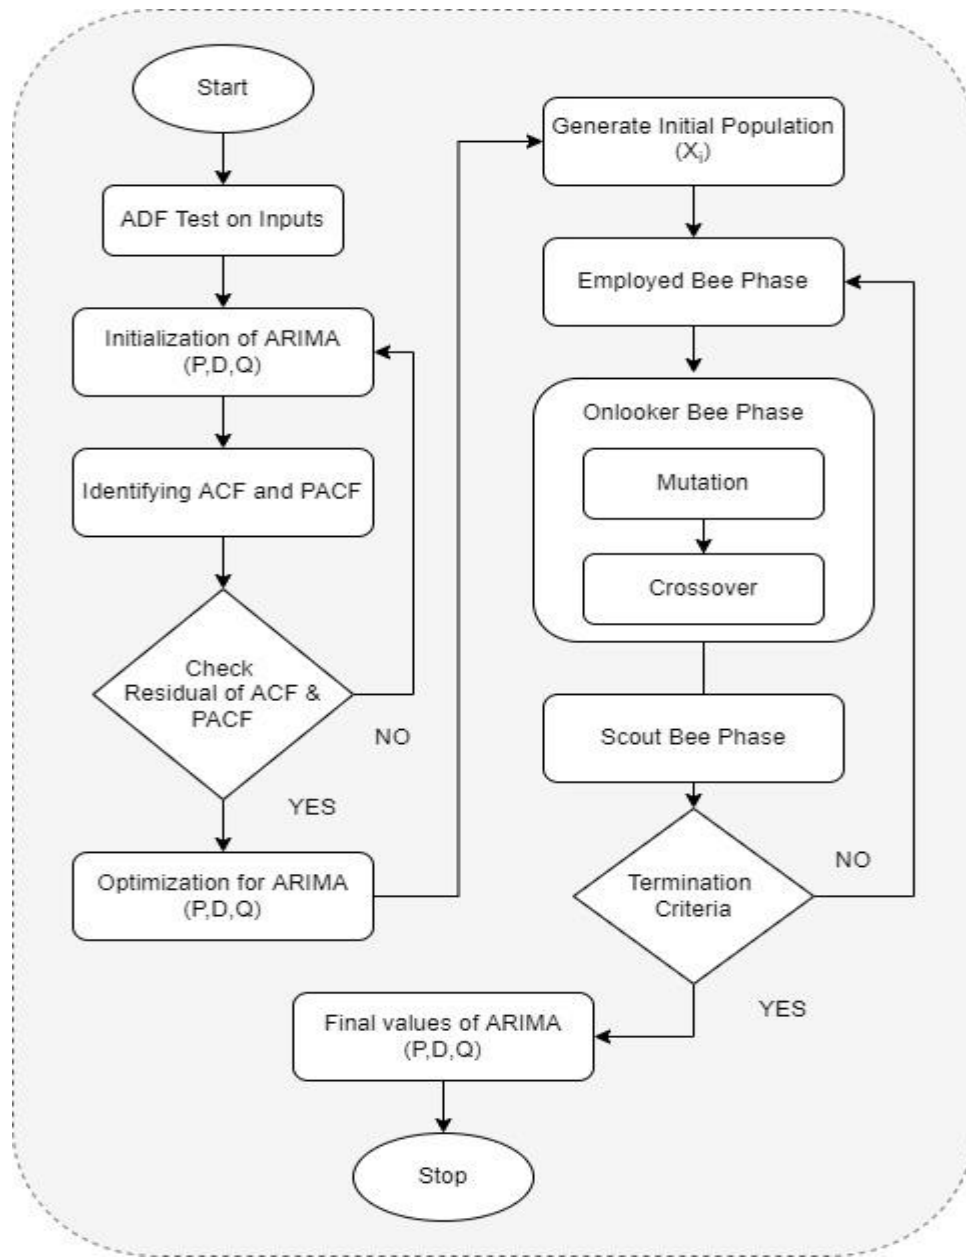 Start
ADF Test on Inputs
Initialization of ARIMA
(P,D,Q)
Identifying ACF and PACF
Check
Residual of ACF &
PACF
NO
YES
Optimization for ARIMA
(P,D,Q)
Generate Initial Population
(Xᵢ)
Employed Bee Phase
Onlooker Bee Phase
Mutation
Crossover
Scout Bee Phase
Termination
Criteria
NO
YES
Final values of ARIMA
(P,D,Q)
Stop